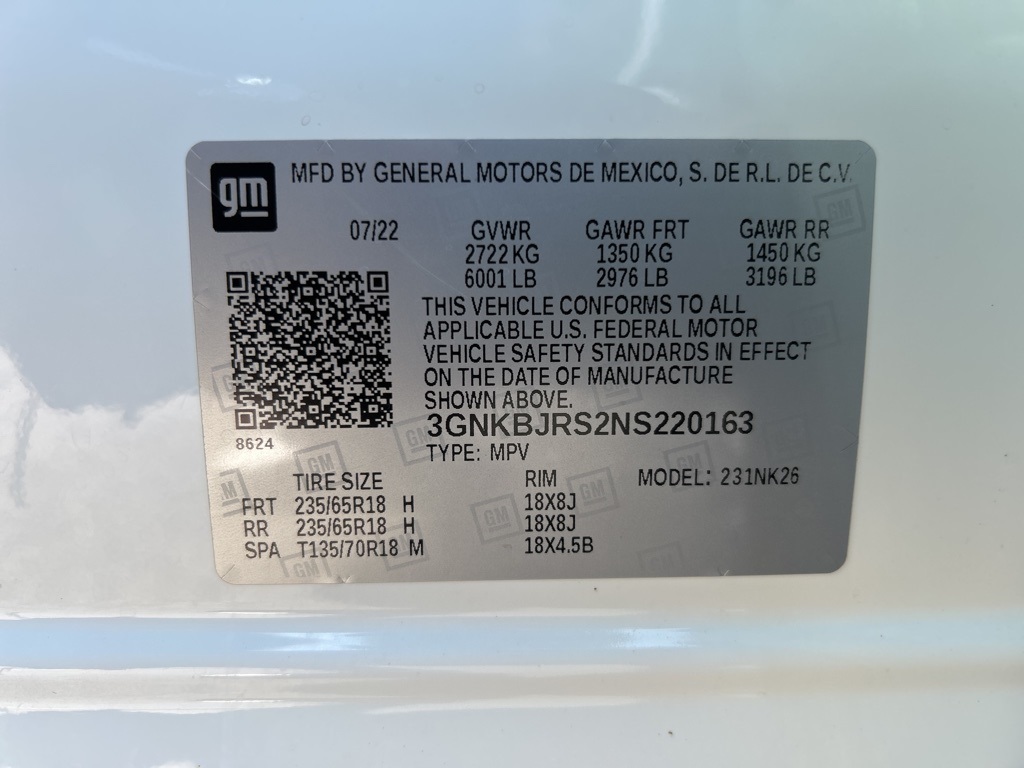 gm
MFD BY GENERAL MOTORS DE MEXICO, S. DE R.L. DE C.V.
07/22 GVWR GAWR FRT GAWR RR
2722 KG 1350 KG 1450 KG
6001 LB 2976 LB 3196 LB
THIS VEHICLE CONFORMS TO ALL
APPLICABLE U.S. FEDERAL MOTOR
VEHICLE SAFETY STANDARDS IN EFFECT
ON THE DATE OF MANUFACTURE
SHOWN ABOVE.
3GNKBJRS2NS220163
8624
TYPE: MPV
TIRE SIZE RIM MODEL: 231NK26
FRT 235/65R18 H 18X8J
RR 235/65R18 H 18X8J
SPA T135/70R18 M 18X4.5B